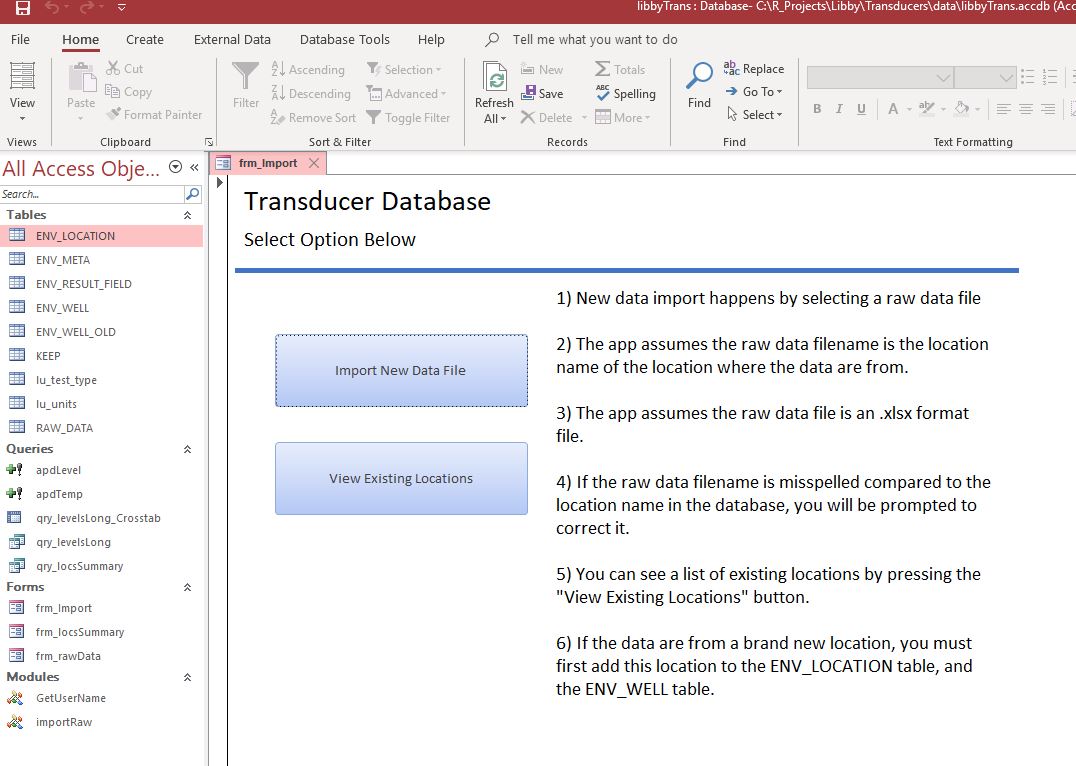 libbyTrans : Database- C:\R_Projects\Libby\Transducers\data\libbyTrans.accdb (Acc
File Home Create External Data Database Tools Help Tell me what you want to do
View
Views
Paste
Cut
Copy
Format Painter
Clipboard
Filter
Ascending
Descending
Remove Sort
Selection
Advanced
Toggle Filter
Sort & Filter
Refresh
All
New
Save
Delete
Totals
Spelling
More
Records
Find
Replace
Go To
Select
Find
B I U A
Text Formatting
All Access Obje...
Search...
Tables
ENV_LOCATION
ENV_META
ENV_RESULT_FIELD
ENV_WELL
ENV_WELL_OLD
KEEP
lu_test_type
lu_units
RAW_DATA
Queries
apdLevel
apdTemp
qry_levelsLong_Crosstab
qry_levelsLong
qry_locsSummary
Forms
frm_Import
frm_locsSummary
frm_rawData
Modules
GetUserName
importRaw
frm_Import
Transducer Database
Select Option Below
Import New Data File
View Existing Locations
1) New data import happens by selecting a raw data file
2) The app assumes the raw data filename is the location
name of the location where the data are from.
3) The app assumes the raw data file is an .xlsx format
file.
4) If the raw data filename is misspelled compared to the
location name in the database, you will be prompted to
correct it.
5) You can see a list of existing locations by pressing the
"View Existing Locations" button.
6) If the data are from a brand new location, you must
first add this location to the ENV_LOCATION table, and
the ENV_WELL table.